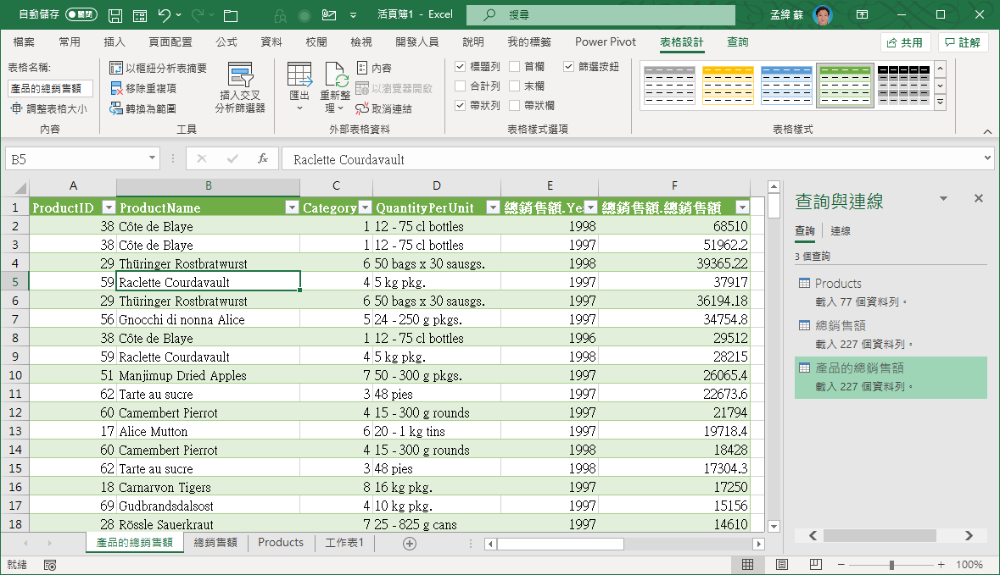 自動儲存 關閉 活頁簿1 - Excel 搜尋 孟緯 蘇
檔案 常用 插入 頁面配置 公式 資料 校閱 檢視 開發人員 說明 我的標籤 Power Pivot 表格設計 查詢 共用 註解
表格名稱:
產品的總銷售額
調整表格大小
內容
以樞紐分析表摘要
移除重複項
轉換為範圍
插入交叉
分析篩選器
工具
匯出
重新整
理
內容
以瀏覽器開啟
取消連結
外部表格資料
標題列 首欄 篩選按鈕
合計列 末欄
帶狀列 帶狀欄
表格樣式選項
表格樣式
B5 fx Raclette Courdavault
A B C D E F
1 ProductID ProductName Category QuantityPerUnit 總銷售額.Ye 總銷售額.總銷售額
2 38 Côte de Blaye 1 12 - 75 cl bottles 1998 68510
3 38 Côte de Blaye 1 12 - 75 cl bottles 1997 51962.2
4 29 Thüringer Rostbratwurst 6 50 bags x 30 sausgs. 1998 39365.22
5 59 Raclette Courdavault 4 5 kg pkg. 1997 37917
6 29 Thüringer Rostbratwurst 6 50 bags x 30 sausgs. 1997 36194.18
7 56 Gnocchi di nonna Alice 5 24 - 250 g pkgs. 1997 34754.8
8 38 Côte de Blaye 1 12 - 75 cl bottles 1996 29512
9 59 Raclette Courdavault 4 5 kg pkg. 1998 28215
10 51 Manjimup Dried Apples 7 50 - 300 g pkgs. 1997 26065.4
11 62 Tarte au sucre 3 48 pies 1997 22673.6
12 60 Camembert Pierrot 4 15 - 300 g rounds 1997 21794
13 17 Alice Mutton 6 20 - 1 kg tins 1997 19718.4
14 60 Camembert Pierrot 4 15 - 300 g rounds 1998 18428
15 62 Tarte au sucre 3 48 pies 1998 17304.3
16 18 Carnarvon Tigers 8 16 kg pkg. 1997 17250
17 69 Gudbrandsdalsost 4 10 kg pkg. 1997 15156
18 28 Rössle Sauerkraut 7 25 - 825 g cans 1997 14610
查詢與連線
查詢 連線
3 個查詢
Products
載入 77 個資料列。
總銷售額
載入 227 個資料列。
產品的總銷售額
載入 227 個資料列。
產品的總銷售額 總銷售額 Products 工作表1
就緒 100%